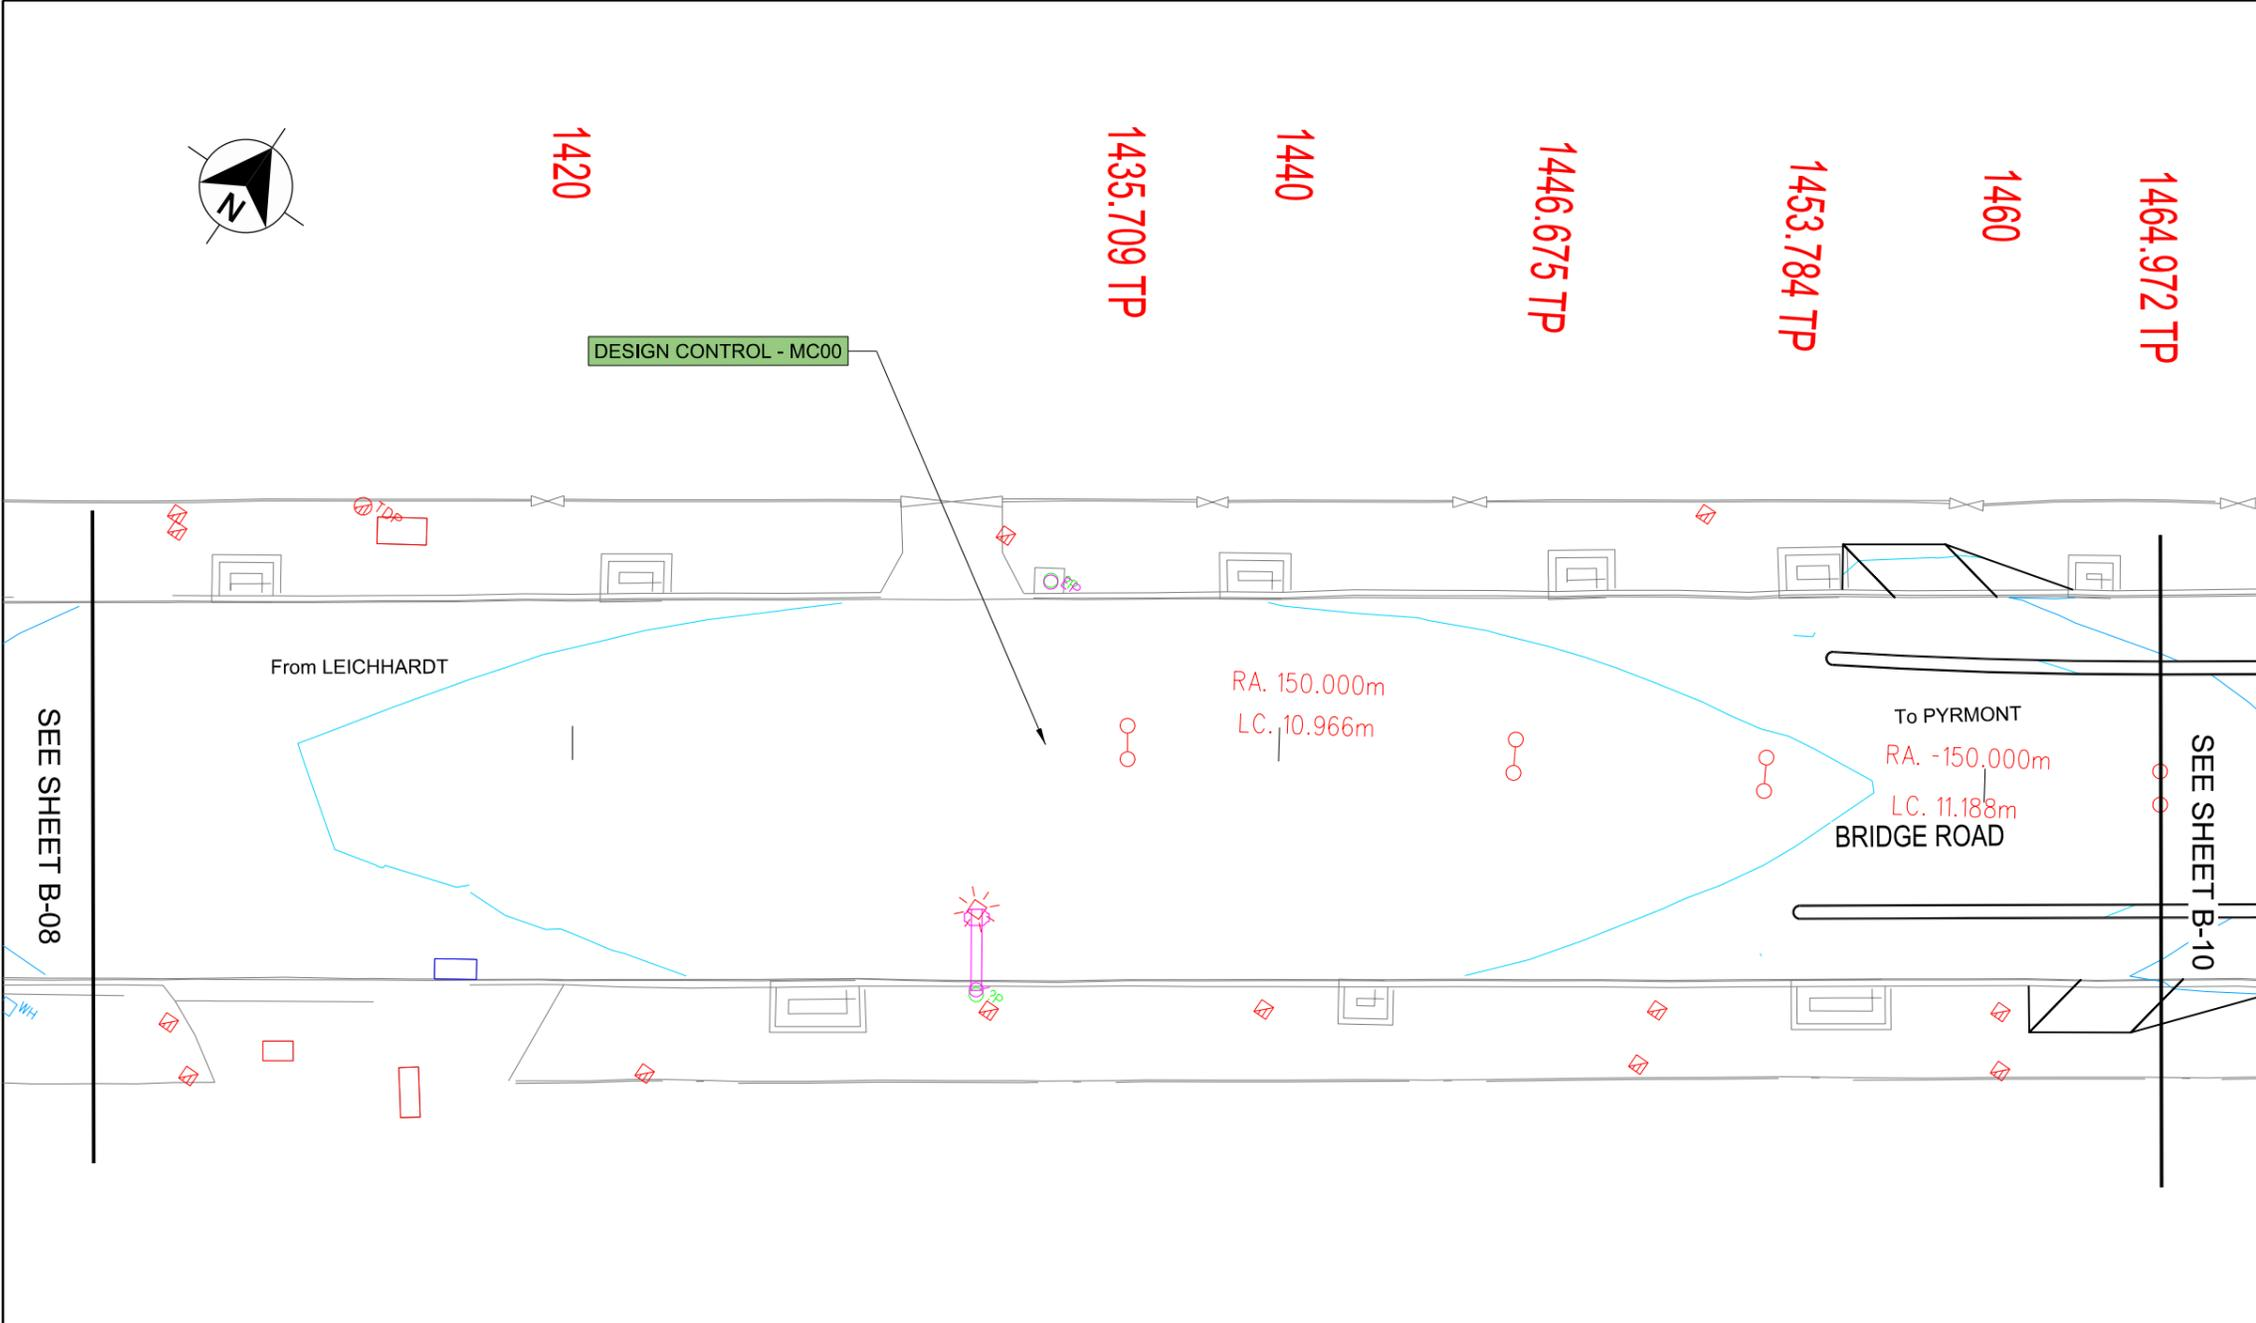 N
1420
1435.709 TP
1440
1446.675 TP
1453.784 TP
1460
1464.972 TP
DESIGN CONTROL - MC00
TDP
From LEICHHARDT
RA. 150.000m
LC. 10.966m
To PYRMONT
RA. -150.000m
LC. 11.188m
BRIDGE ROAD
SEE SHEET B-08
SEE SHEET B-10
WH